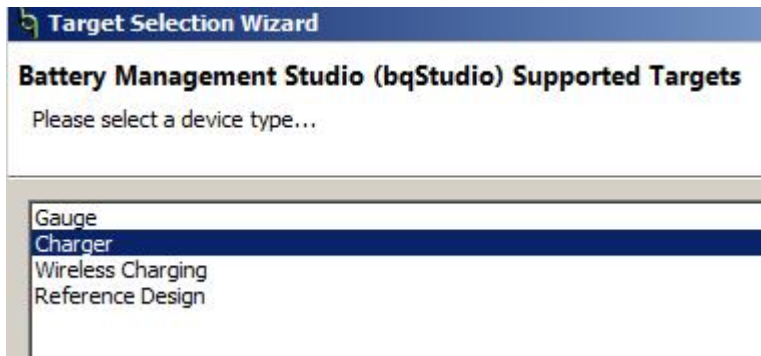 Target Selection Wizard
Battery Management Studio (bqStudio) Supported Targets
Please select a device type...
Gauge
Charger
Wireless Charging
Reference Design